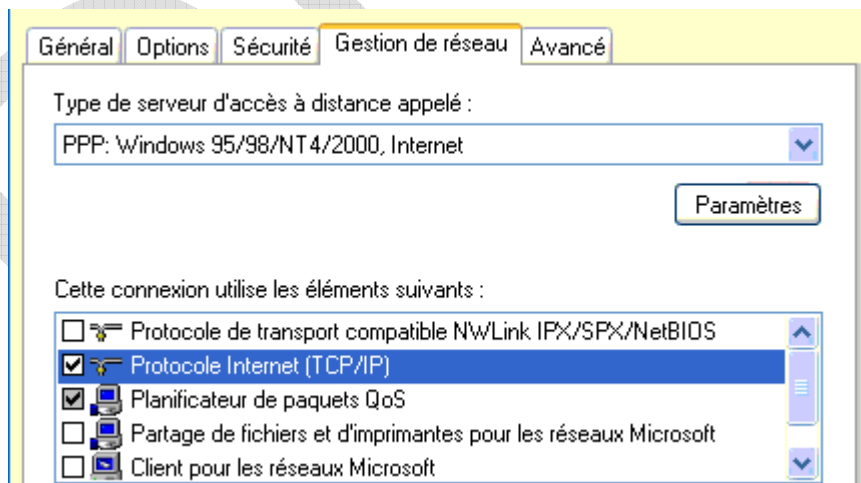 Général Options Sécurité Gestion de réseau Avancé
Type de serveur d'accès à distance appelé :
PPP: Windows 95/98/NT4/2000, Internet
Paramètres
Cette connexion utilise les éléments suivants :
Protocole de transport compatible NWLink IPX/SPX/NetBIOS
Protocole Internet (TCP/IP)
Planificateur de paquets QoS
Partage de fichiers et d'imprimantes pour les réseaux Microsoft
Client pour les réseaux Microsoft